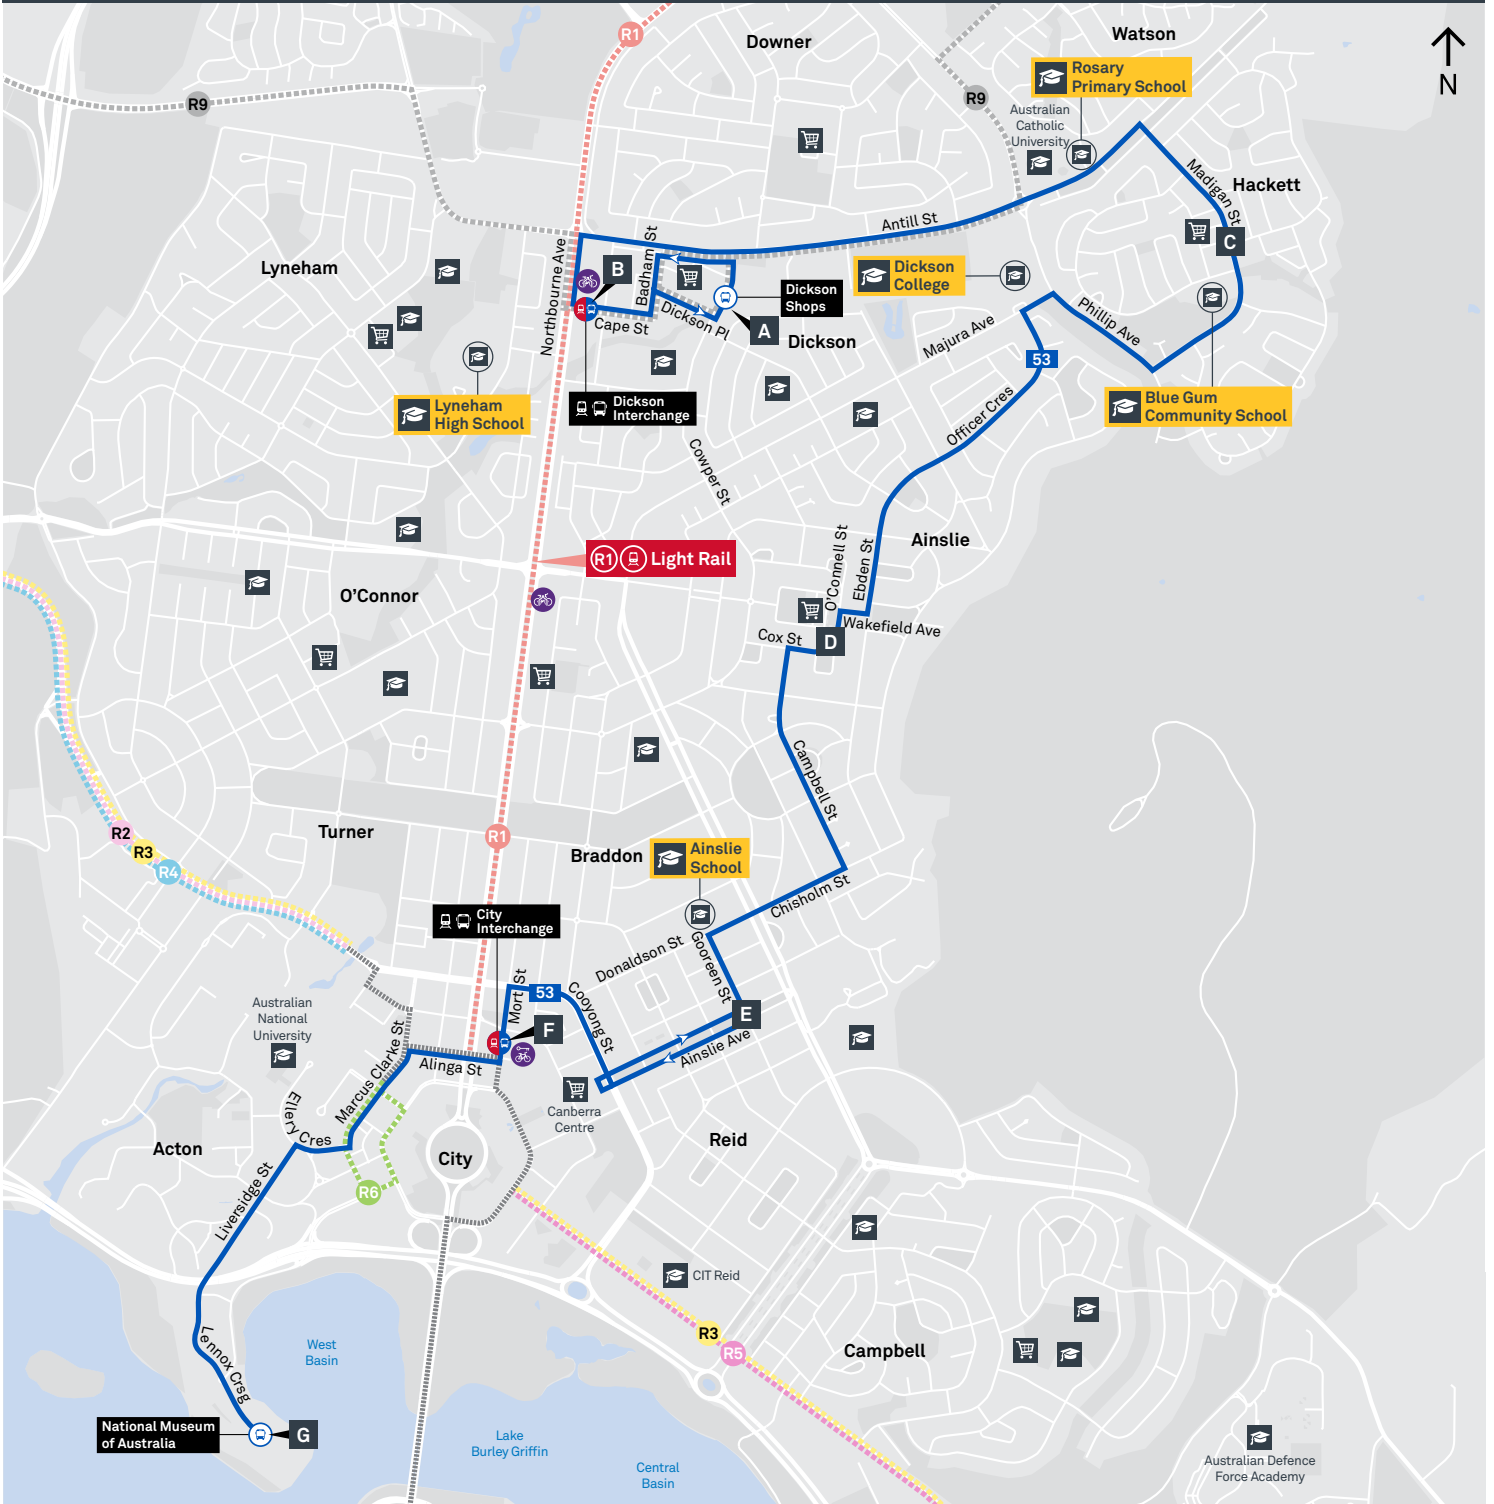 R1
Downer
Watson
N
R9
R9
Rosary
Primary School
Australian
Catholic
University
Madigan St
Hackett
Antill St
C
Lyneham
Northbourne Ave
B
Badham St
Dickson
College
Dickson
Shops
Cape St
Dickson Pl
A
Dickson
Majura Ave
Phillip Ave
53
Lyneham
High School
Dickson
Interchange
Blue Gum
Community School
Officer Cres
Cowper St
Ainslie
O'Connell St
Ebden St
R1
Light Rail
O'Connor
Wakefield Ave
Cox St
D
Campbell St
R2
R3
R4
Turner
R1
Braddon
Ainslie
School
Chisholm St
City
Interchange
Donaldson St
Gooreen St
Mort St
53
Cooyong St
E
F
Ainslie Ave
Australian
National
University
Marcus Clarke St
Alinga St
Canberra
Centre
Ellery Cres
Acton
City
Reid
R6
Liversidge St
CIT Reid
R3
R5
Campbell
West
Basin
Lennox Crsg
National Museum
of Australia
G
Lake
Burley Griffin
Central
Basin
Australian Defence
Force Academy